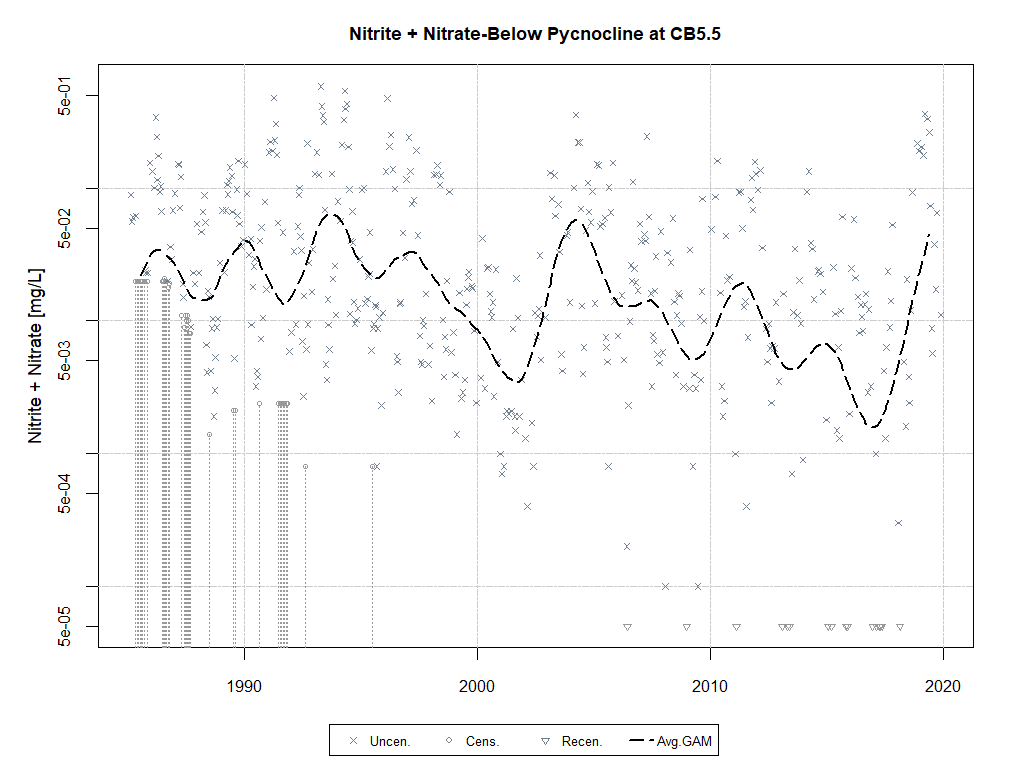 Nitrite + Nitrate-Below Pycnocline at CB5.5
Nitrite + Nitrate [mg/L]
5e-01
5e-02
5e-03
5e-04
5e-05
1990 2000 2010 2020
Uncen. Cens. Recen. Avg.GAM